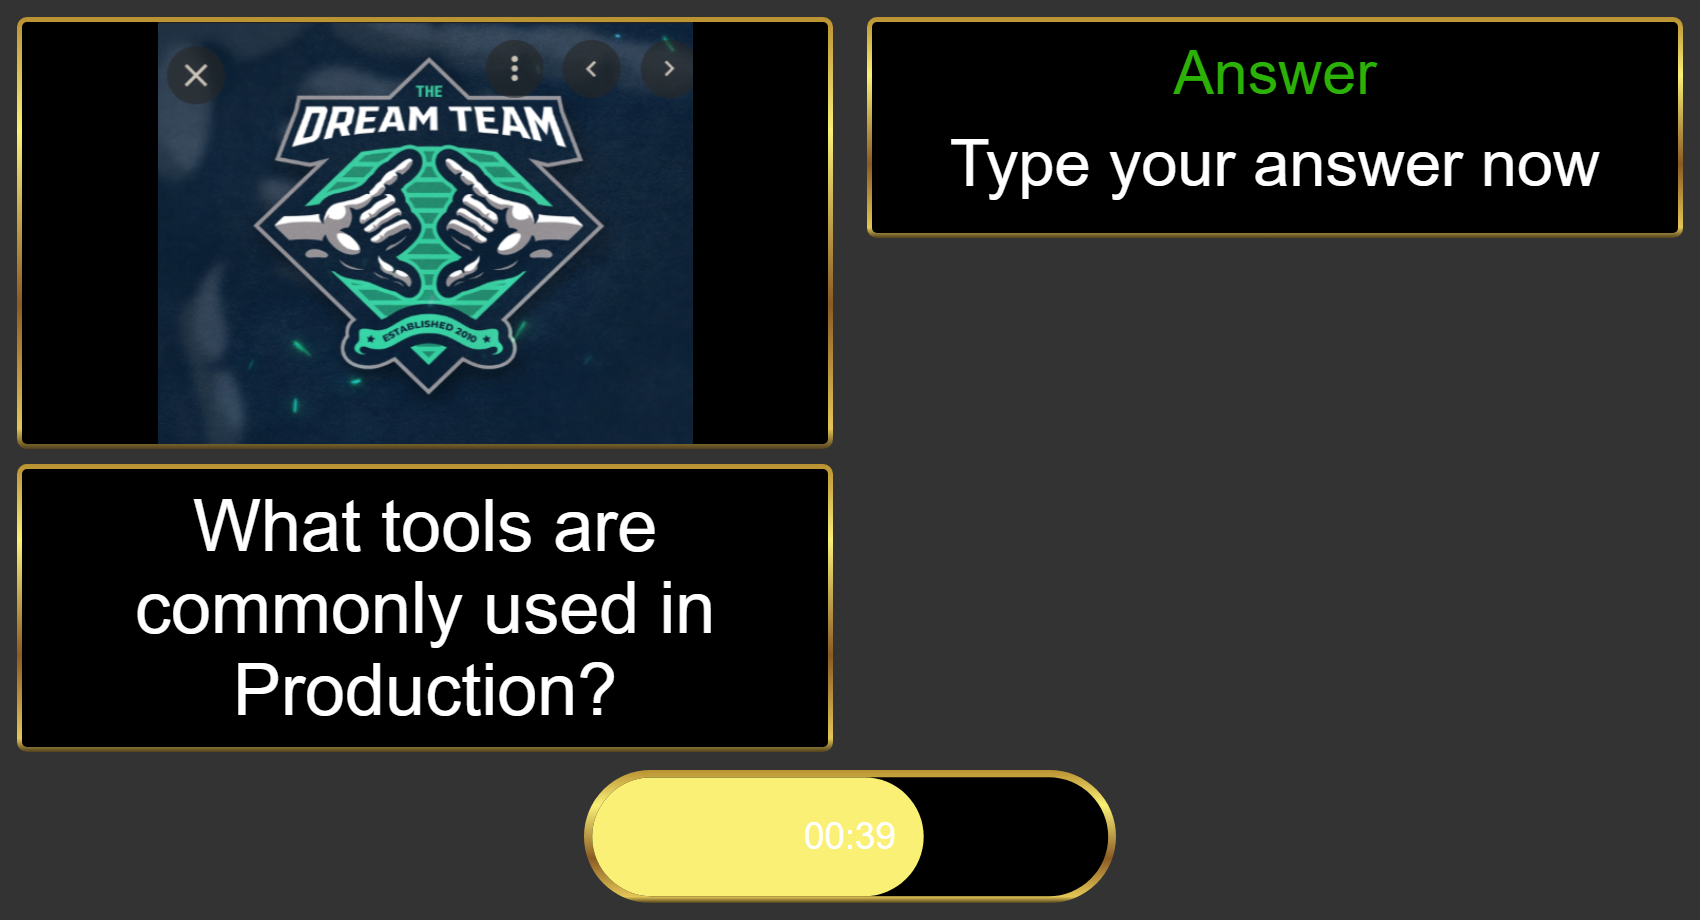 THE
DREAM TEAM
ESTABLISHED 2010
What tools are
commonly used in
Production?
Answer
Type your answer now
00:39